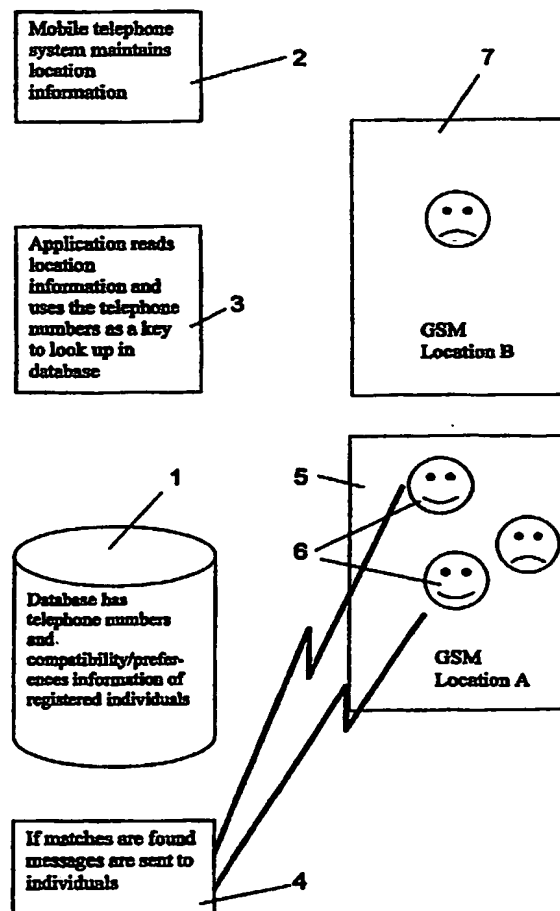 Mobile telephone
system maintains
location
information
2
7
Application reads
location
information and
uses the telephone
numbers as a key
to look up in
database
3
GSM
Location B
1
Database has
telephone numbers
and
compatibility/prefer-
ences information of
registered individuals
5
6
GSM
Location A
If matches are found
messages are sent to
individuals
4